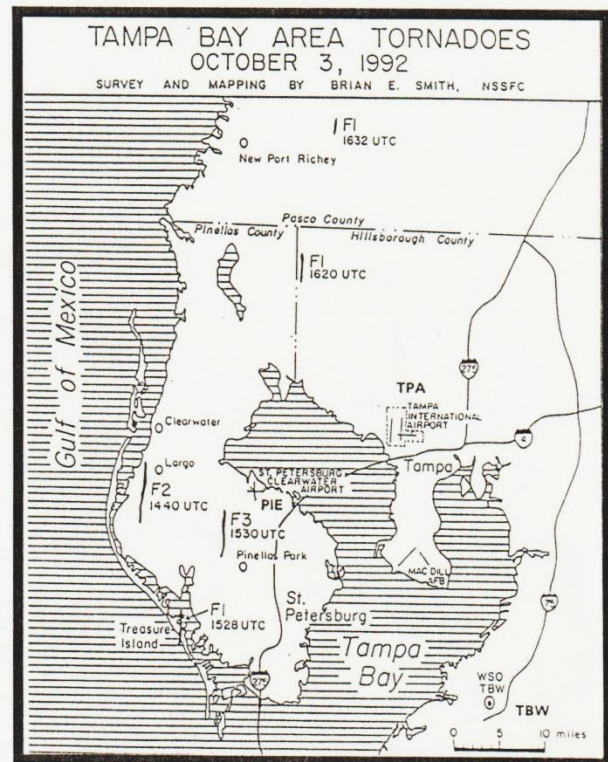 TAMPA BAY AREA TORNADOES
OCTOBER 3, 1992
SURVEY AND MAPPING BY BRIAN E. SMITH, NSSFC
F1
1632 UTC
New Port Richey
Pasco County
Pinellas County
Hillsborough County
F1
1620 UTC
Gulf of Mexico
275
TPA
TAMPA
INTERNATIONAL
AIRPORT
4
Clearwater
Largo
Tampa
ST. PETERSBURG
CLEARWATER
AIRPORT
PIE
F2
1440 UTC
F3
1530 UTC
Pinellas Park
MAC DILL
AFB
75
F1
1528 UTC
St.
Petersburg
Treasure
Island
Tampa
Bay
275
WSO
TBW
TBW
0 5 10 miles